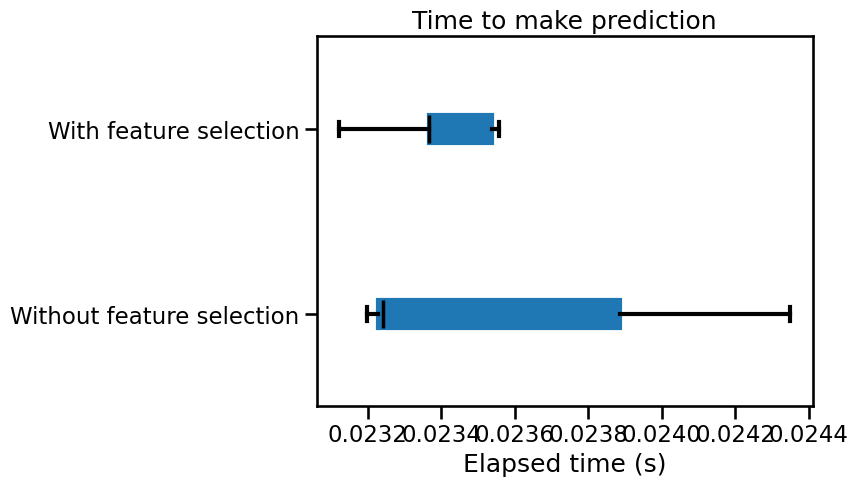 Time to make prediction
With feature selection
Without feature selection
0.0232 0.0234 0.0236 0.0238 0.0240 0.0242 0.0244
Elapsed time (s)